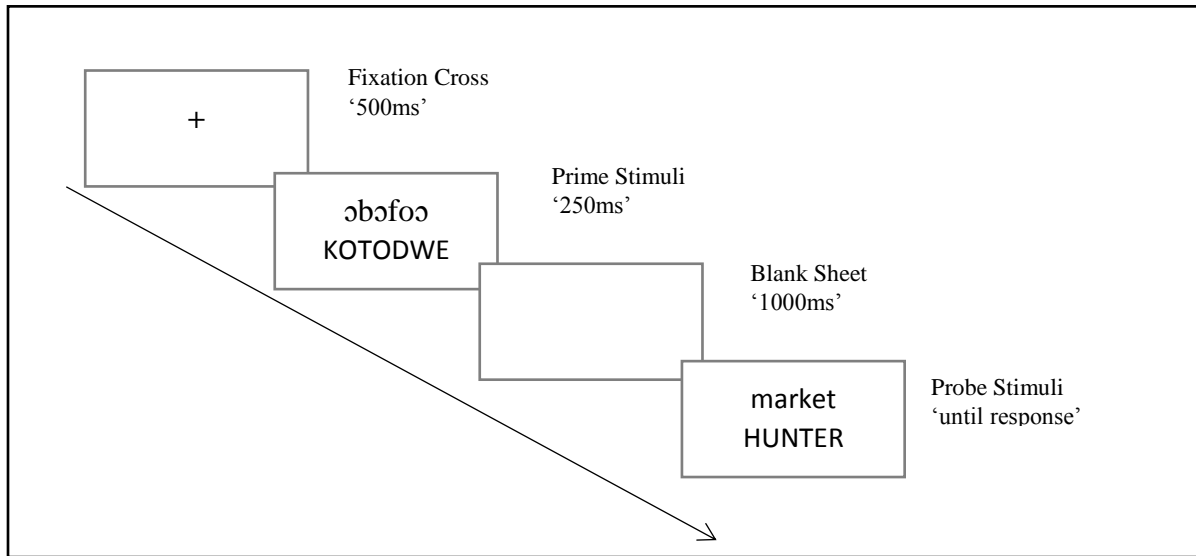 Fixation Cross
‘500ms’
+
Prime Stimuli
‘250ms’
ɔbɔfoɔ
KOTODWE
Blank Sheet
‘1000ms’
market
HUNTER
Probe Stimuli
‘until response’